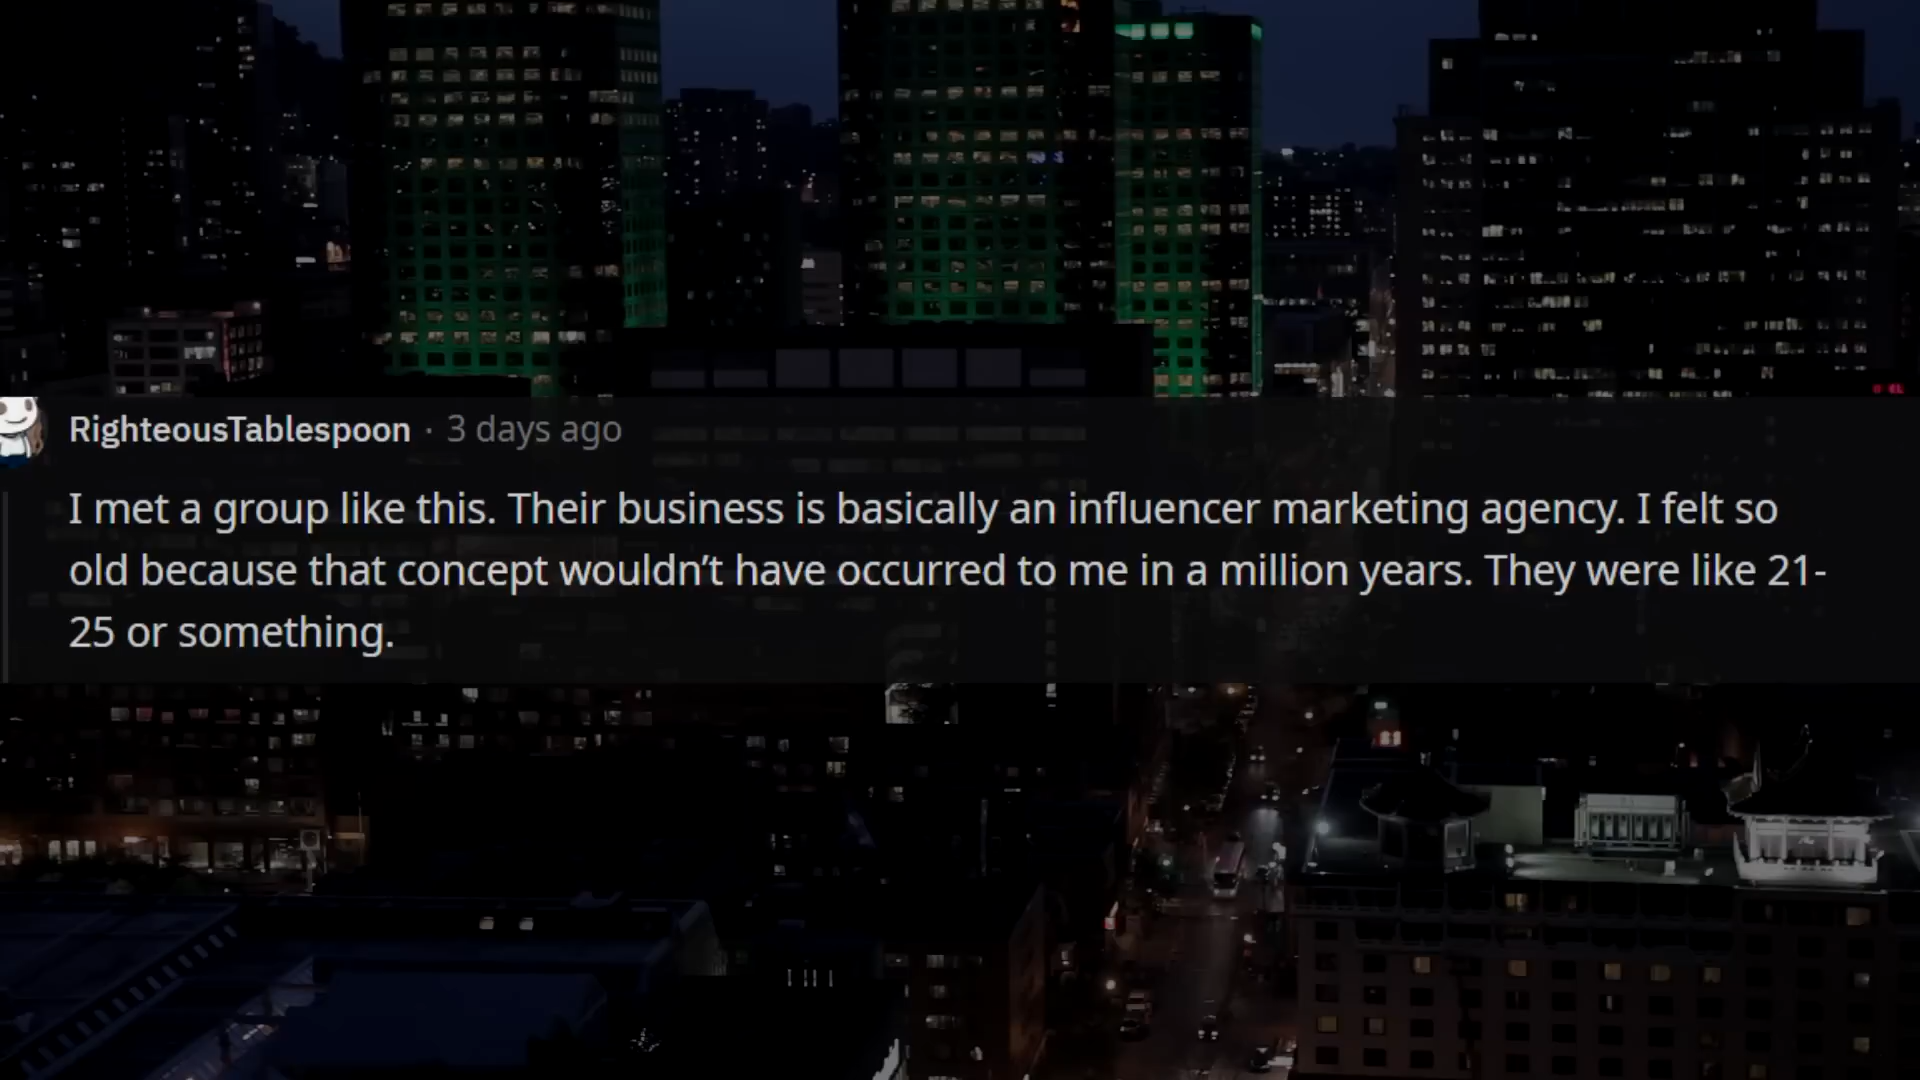 RighteousTablespoon · 3 days ago
I met a group like this. Their business is basically an influencer marketing agency. I felt so
old because that concept wouldn’t have occurred to me in a million years. They were like 21-
25 or something.